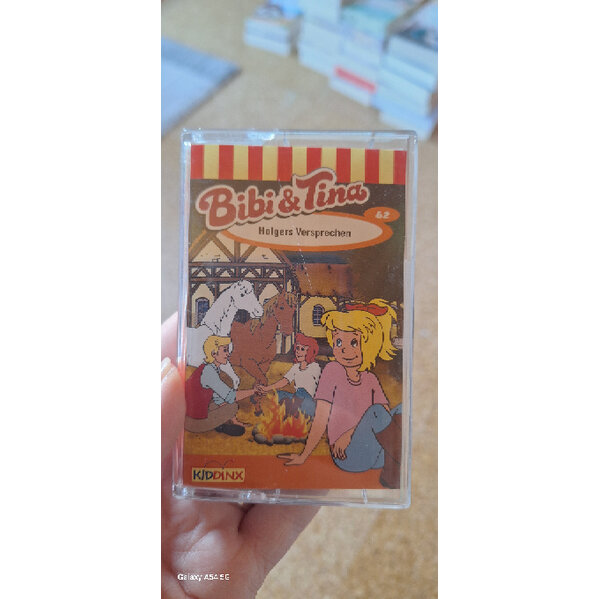 Bibi & Tina
62
Holgers Versprechen
KIDDINX
Galaxy A54 5G